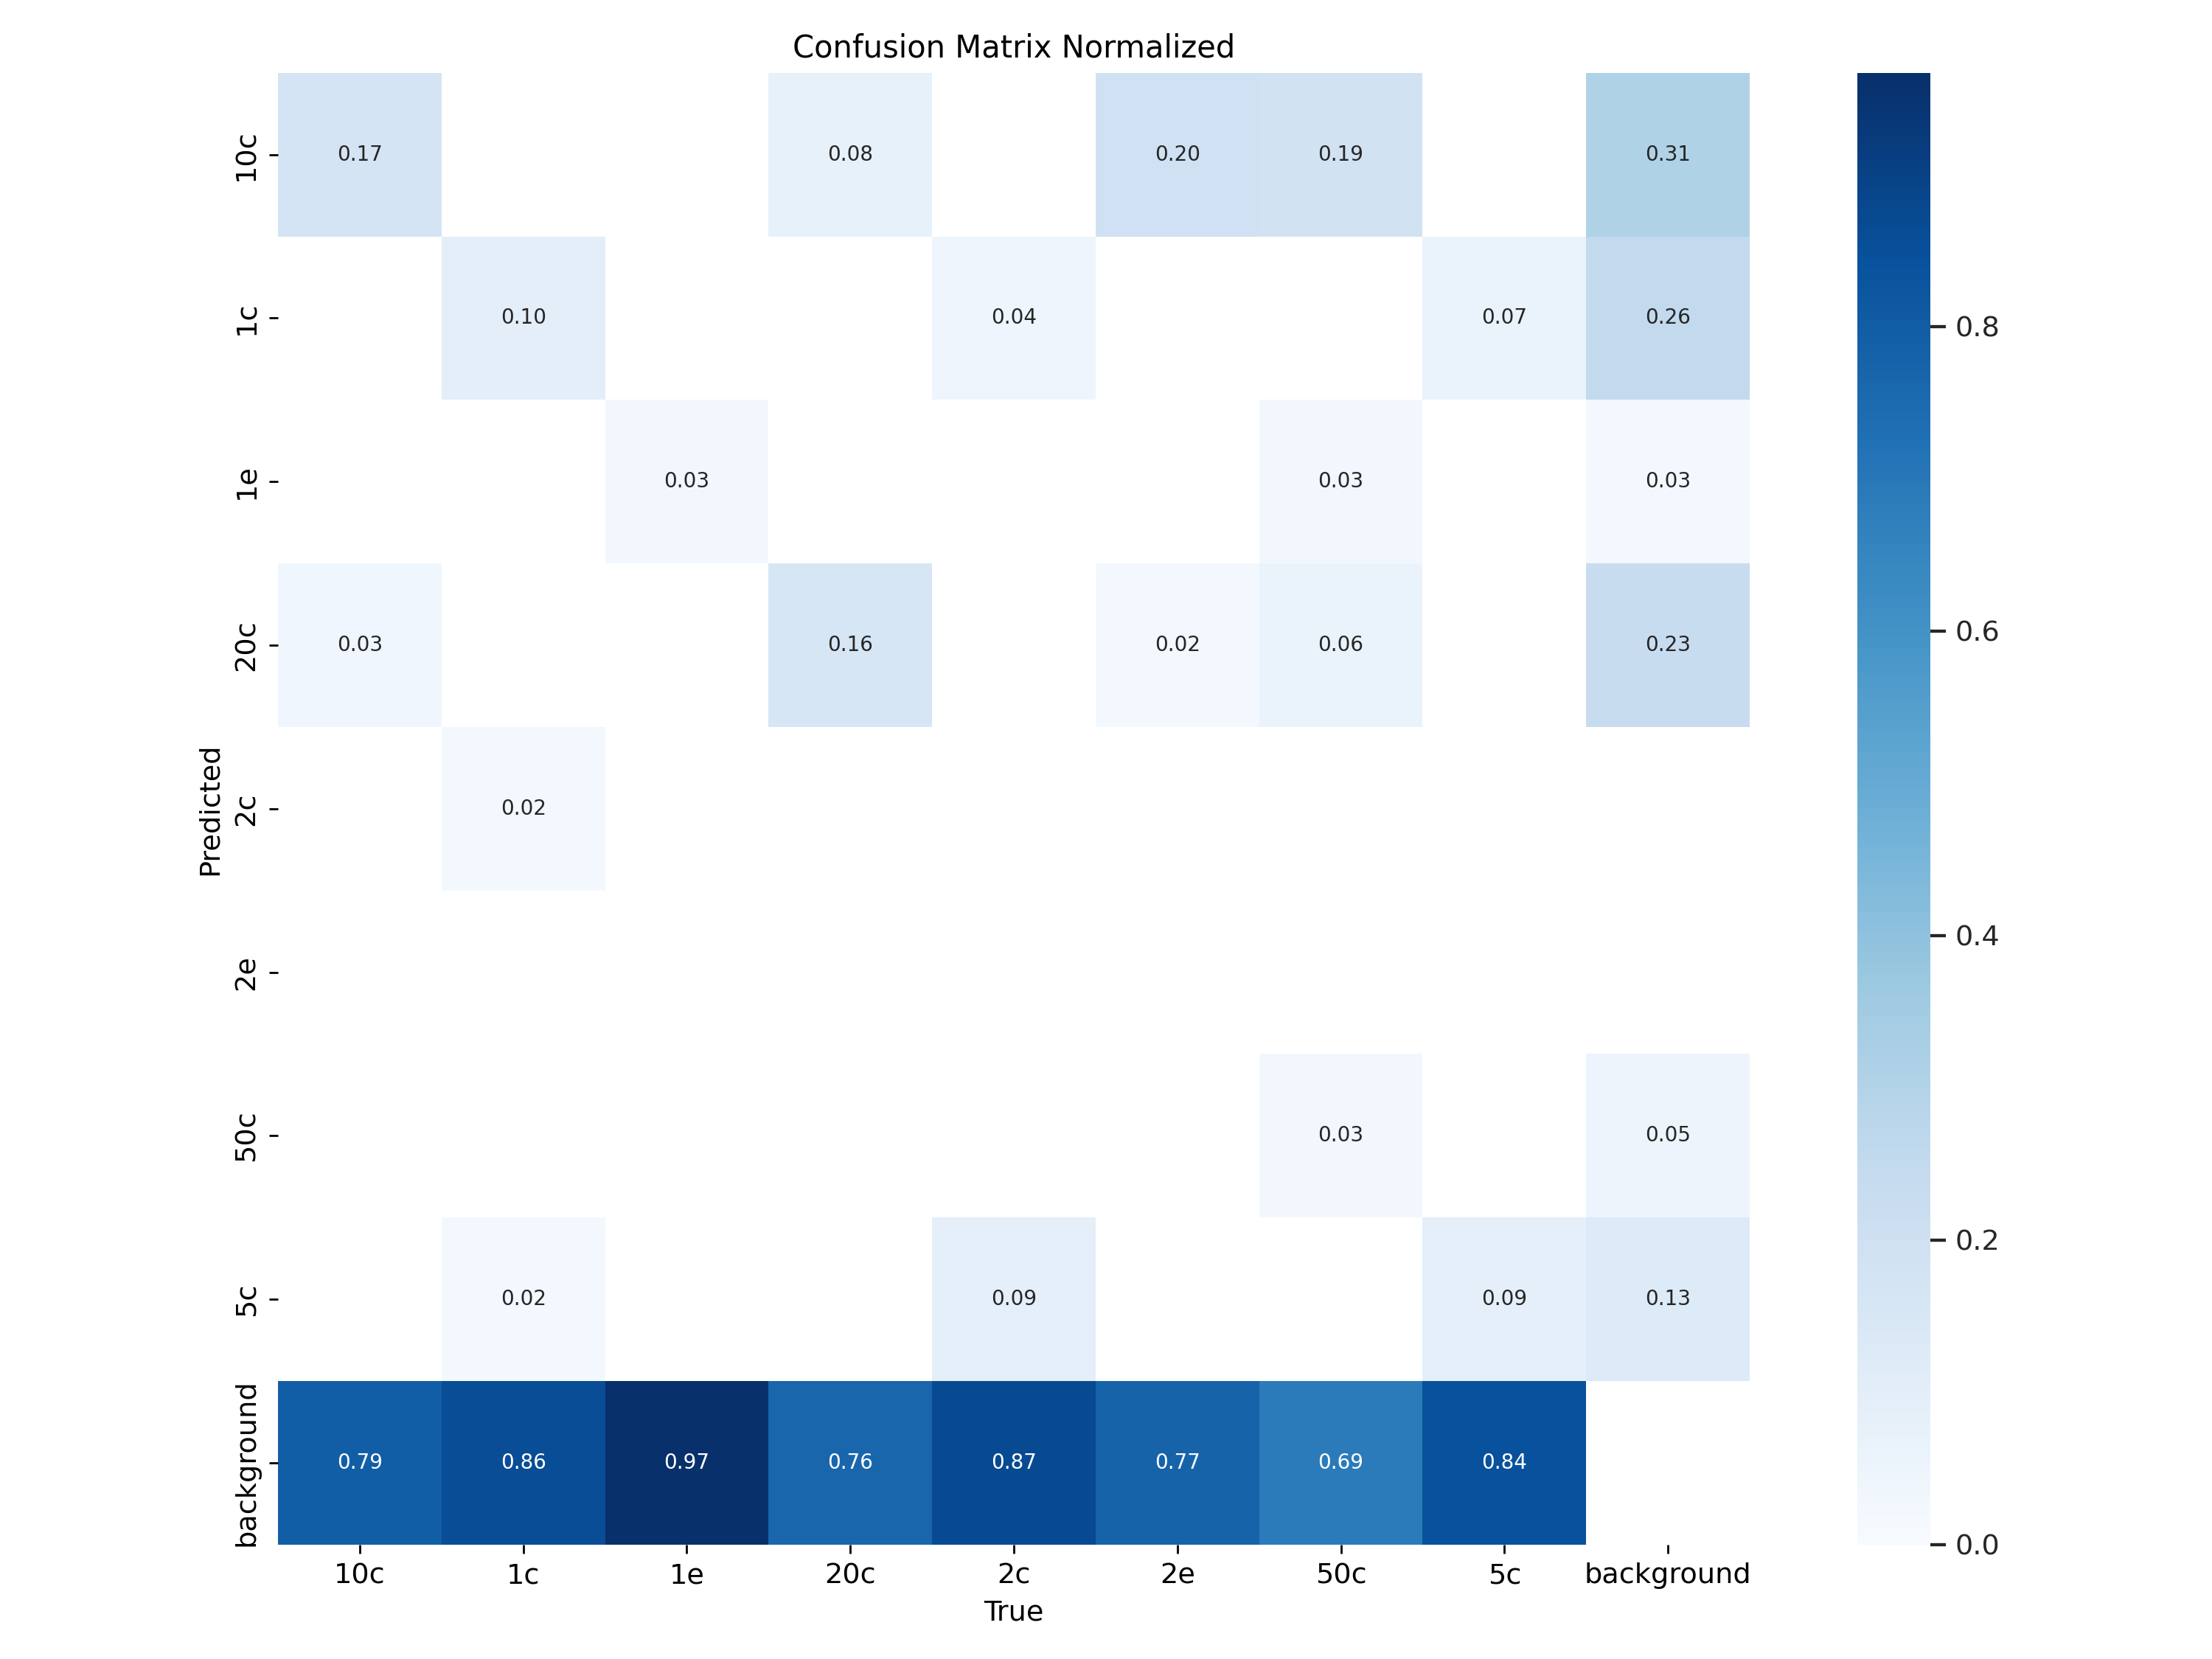 Confusion Matrix Normalized
10c 0.17 0.08 0.20 0.19 0.31
1c 0.10 0.04 0.07 0.26
1e 0.03 0.03 0.03
20c 0.03 0.16 0.02 0.06 0.23
2c 0.02
2e
50c 0.03 0.05
5c 0.02 0.09 0.09 0.13
background 0.79 0.86 0.97 0.76 0.87 0.77 0.69 0.84
10c 1c 1e 20c 2c 2e 50c 5c background
True
Predicted
0.8
0.6
0.4
0.2
0.0